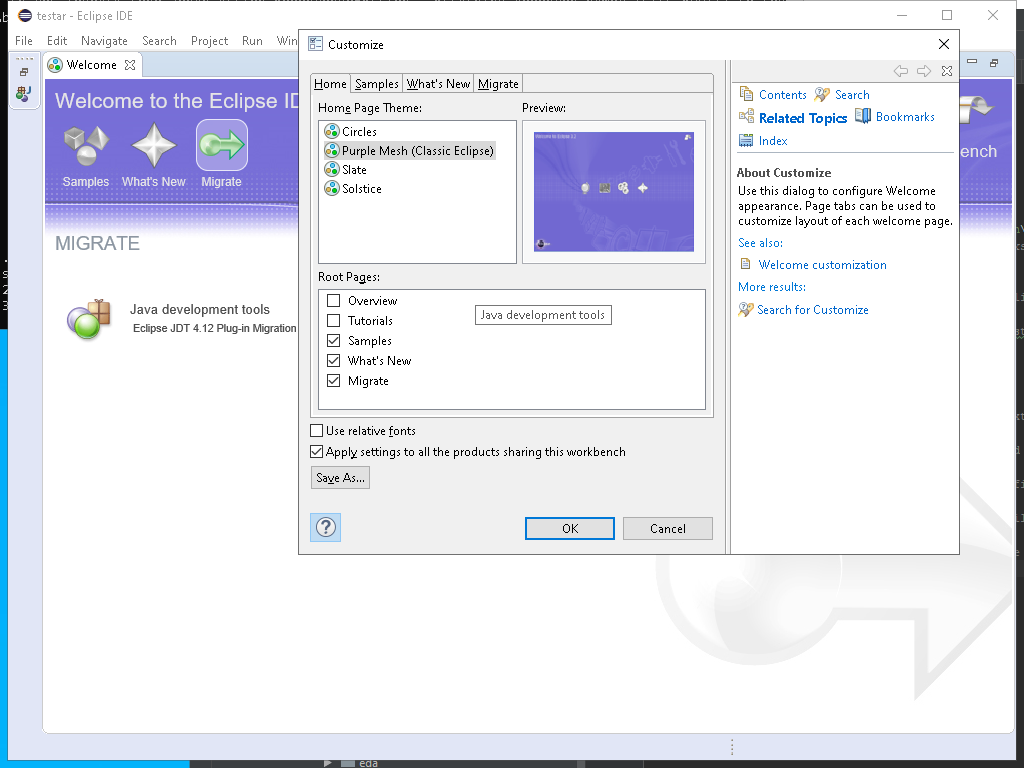 testar - Eclipse IDE
File Edit Navigate Search Project Run Win
Customize
Welcome
Welcome to the Eclipse ID
Samples What's New Migrate
ench
MIGRATE
Java development tools
Eclipse JDT 4.12 Plug-in Migration
Home Samples What's New Migrate
Home Page Theme:
Circles
Purple Mesh (Classic Eclipse)
Slate
Solstice
Preview:
Root Pages:
Overview
Tutorials
Samples
What's New
Migrate
Java development tools
Use relative fonts
Apply settings to all the products sharing this workbench
Save As...
OK Cancel
Contents Search
Related Topics Bookmarks
Index
About Customize
Use this dialog to configure Welcome
appearance. Page tabs can be used to
customize layout of each welcome page.
See also:
Welcome customization
More results:
Search for Customize
eda